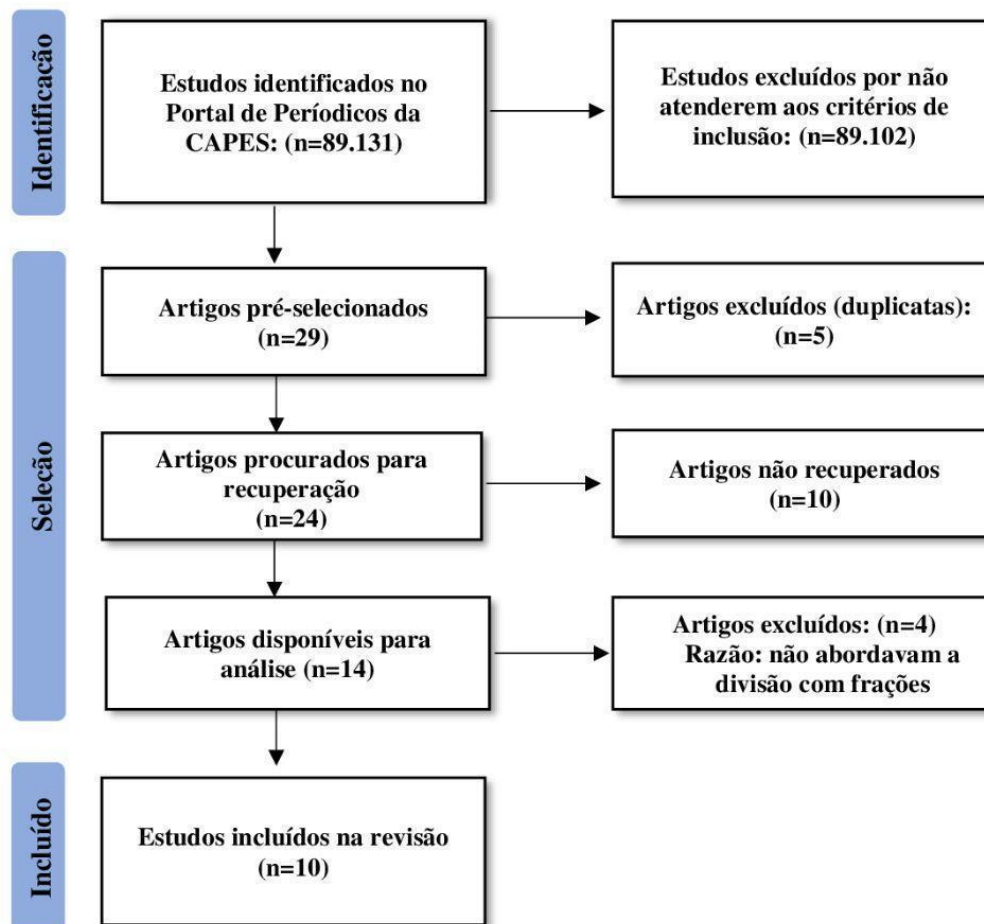 Identificação
Estudos identificados no
Portal de Períodicos da
CAPES: (n=89.131)
Estudos excluídos por não
atenderem aos critérios de
inclusão: (n=89.102)
Seleção
Artigos pré-selecionados
(n=29)
Artigos excluídos (duplicatas):
(n=5)
Artigos procurados para
recuperação
(n=24)
Artigos não recuperados
(n=10)
Artigos disponíveis para
análise (n=14)
Artigos excluídos: (n=4)
Razão: não abordavam a
divisão com frações
Incluído
Estudos incluídos na revisão
(n=10)